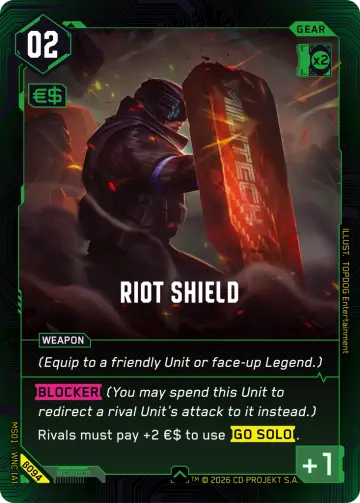 02
GEAR
x2
€$
MILITECH
RIOT SHIELD
WEAPON
(Equip to a friendly Unit or face-up Legend.)
BLOCKER (You may spend this Unit to
redirect a rival Unit's attack to it instead.)
Rivals must pay +2 €$ to use GO SOLO.
+1
ILLUST. TOPDOG Entertainment
™ © 2026 CD PROJEKT S.A.